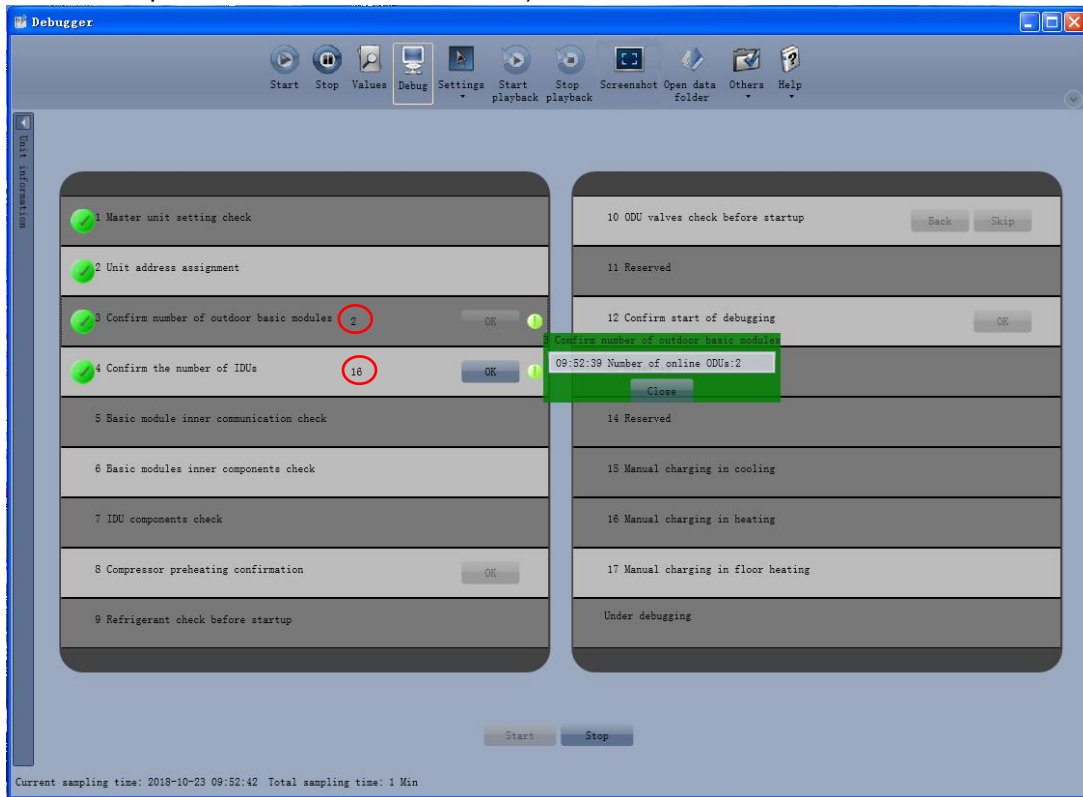 Debugger
Start Stop Values Debug Settings Start playback Stop playback Screenshot Open data folder Others Help
Unit information
1 Master unit setting check
2 Unit address assignment
3 Confirm number of outdoor basic modules 2 OK
4 Confirm the number of IDUs 16 OK
5 Basic module inner communication check
6 Basic modules inner components check
7 IDU components check
8 Compressor preheating confirmation OK
9 Refrigerant check before startup
10 ODU valves check before startup Back Skip
11 Reserved
12 Confirm start of debugging OK
3 Confirm number of outdoor basic modules
09:52:39 Number of online ODUs:2
Close
14 Reserved
15 Manual charging in cooling
16 Manual charging in heating
17 Manual charging in floor heating
Under debugging
Start Stop
Current sampling time: 2018-10-23 09:52:42 Total sampling time: 1 Min